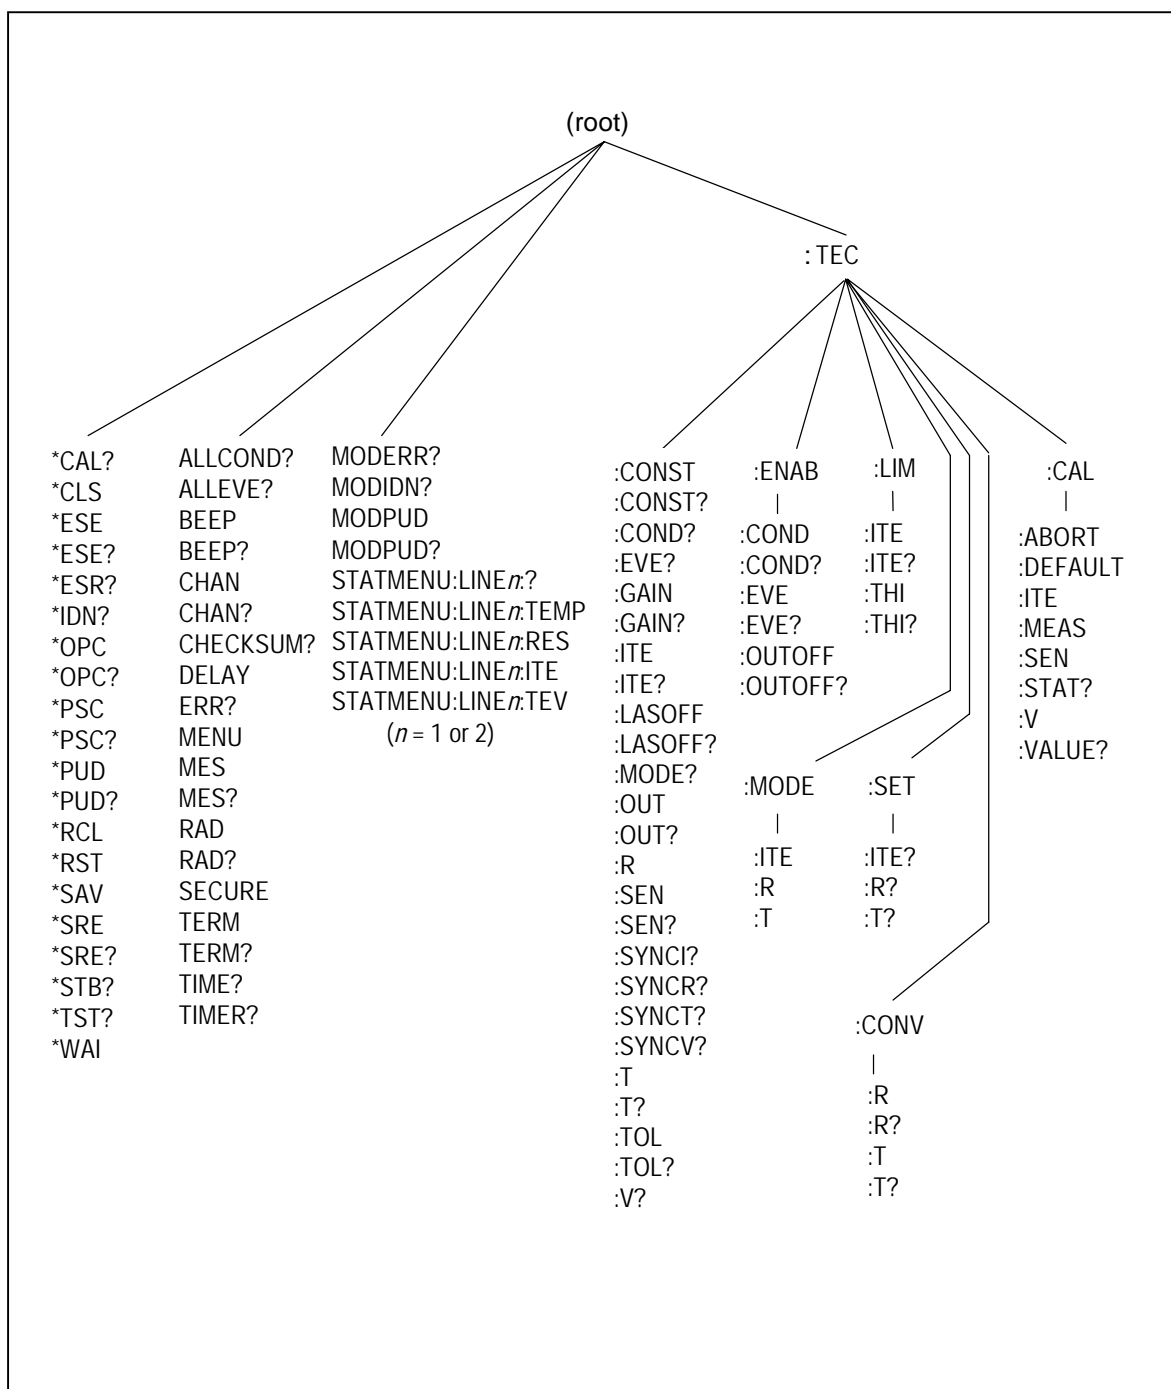 (root)
: TEC
*CAL?
*CLS
*ESE
*ESE?
*ESR?
*IDN?
*OPC
*OPC?
*PSC
*PSC?
*PUD
*PUD?
*RCL
*RST
*SAV
*SRE
*SRE?
*STB?
*TST?
*WAI
ALLCOND?
ALLEVE?
BEEP
BEEP?
CHAN
CHAN?
CHECKSUM?
DELAY
ERR?
MENU
MES
MES?
RAD
RAD?
SECURE
TERM
TERM?
TIME?
TIMER?
MODERR?
MODIDN?
MODPUD
MODPUD?
STATMENU:LINEn:?
STATMENU:LINEn:TEMP
STATMENU:LINEn:RES
STATMENU:LINEn:ITE
STATMENU:LINEn:TEV
(n = 1 or 2)
:CONST
:CONST?
:COND?
:EVE?
:GAIN
:GAIN?
:ITE
:ITE?
:LASOFF
:LASOFF?
:MODE?
:OUT
:OUT?
:R
:SEN
:SEN?
:SYNCI?
:SYNCR?
:SYNCT?
:SYNCV?
:T
:T?
:TOL
:TOL?
:V?
:ENAB
:COND
:COND?
:EVE
:EVE?
:OUTOFF
:OUTOFF?
:LIM
:ITE
:ITE?
:THI
:THI?
:MODE
:ITE
:R
:T
:SET
:ITE?
:R?
:T?
:CONV
:R
:R?
:T
:T?
:CAL
:ABORT
:DEFAULT
:ITE
:MEAS
:SEN
:STAT?
:V
:VALUE?